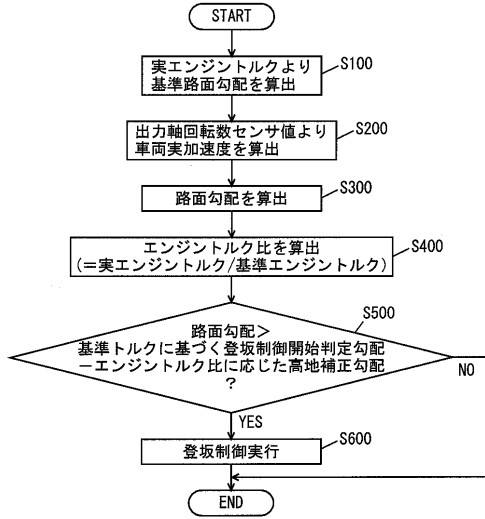 START
実エンジントルクより
基準路面勾配を算出
S100
出力軸回転数センサ値より
車両実加速度を算出
S200
路面勾配を算出
S300
エンジントルク比を算出
(=実エンジントルク/基準エンジントルク)
S400
路面勾配>
基準トルクに基づく登坂制御開始判定勾配
-エンジントルク比に応じた高地補正勾配
?
S500
NO
YES
登坂制御実行
S600
END